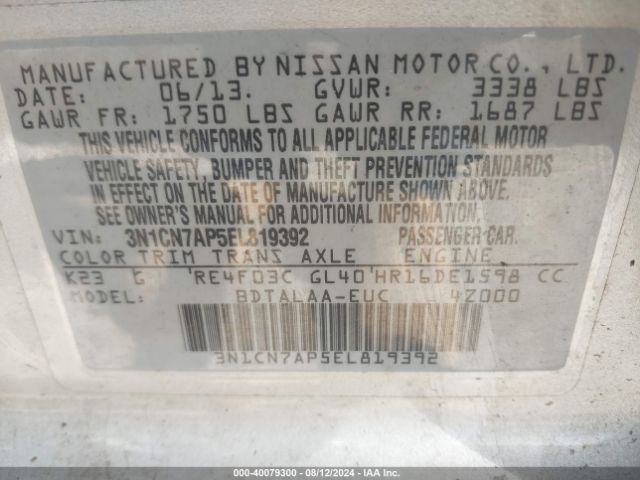 MANUFACTURED BY NISSAN MOTOR CO., LTD.
DATE: 06/13. GVWR: 3338 LBS
GAWR FR: 1750 LBS GAWR RR: 1687 LBS
THIS VEHICLE CONFORMS TO ALL APPLICABLE FEDERAL MOTOR
VEHICLE SAFETY, BUMPER AND THEFT PREVENTION STANDARDS
IN EFFECT ON THE DATE OF MANUFACTURE SHOWN ABOVE.
SEE OWNER'S MANUAL FOR ADDITIONAL INFORMATION.
VIN: 3N1CN7AP5EL819392 PASSENGER CAR.
COLOR TRIM TRANS AXLE ENGINE
K23 G RE4F03C GL40 HR16DE1598 CC
MODEL: BDTALAA-EUC 4Z000
3N1CN7AP5EL819392
000-40079300 - 08/12/2024 - IAA Inc.